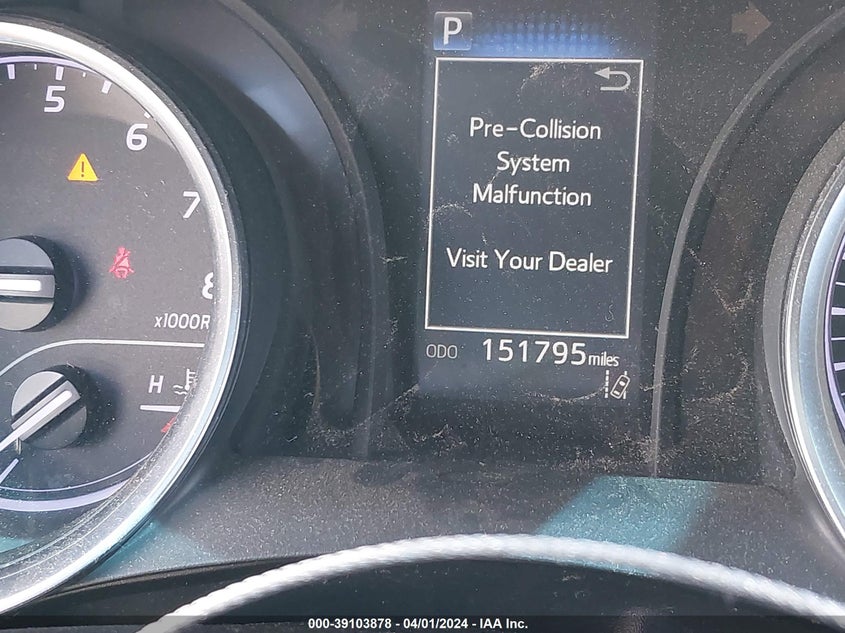 P
5
6
7
8
x1000R
H
Pre-Collision
System
Malfunction
Visit Your Dealer
ODO 151795 miles
000-39103878 - 04/01/2024 - IAA Inc.